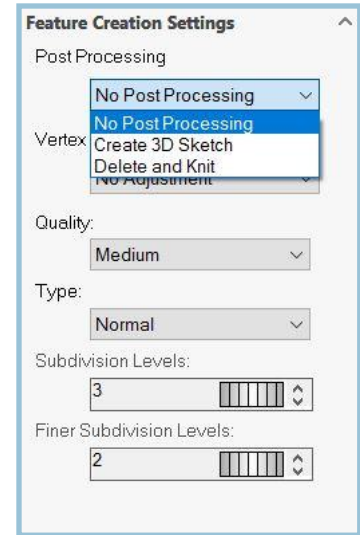 Feature Creation Settings
Post Processing
No Post Processing
No Post Processing
Create 3D Sketch
Delete and Knit
Vertex
No Adjustment
Quality:
Medium
Type:
Normal
Subdivision Levels:
3
Finer Subdivision Levels:
2